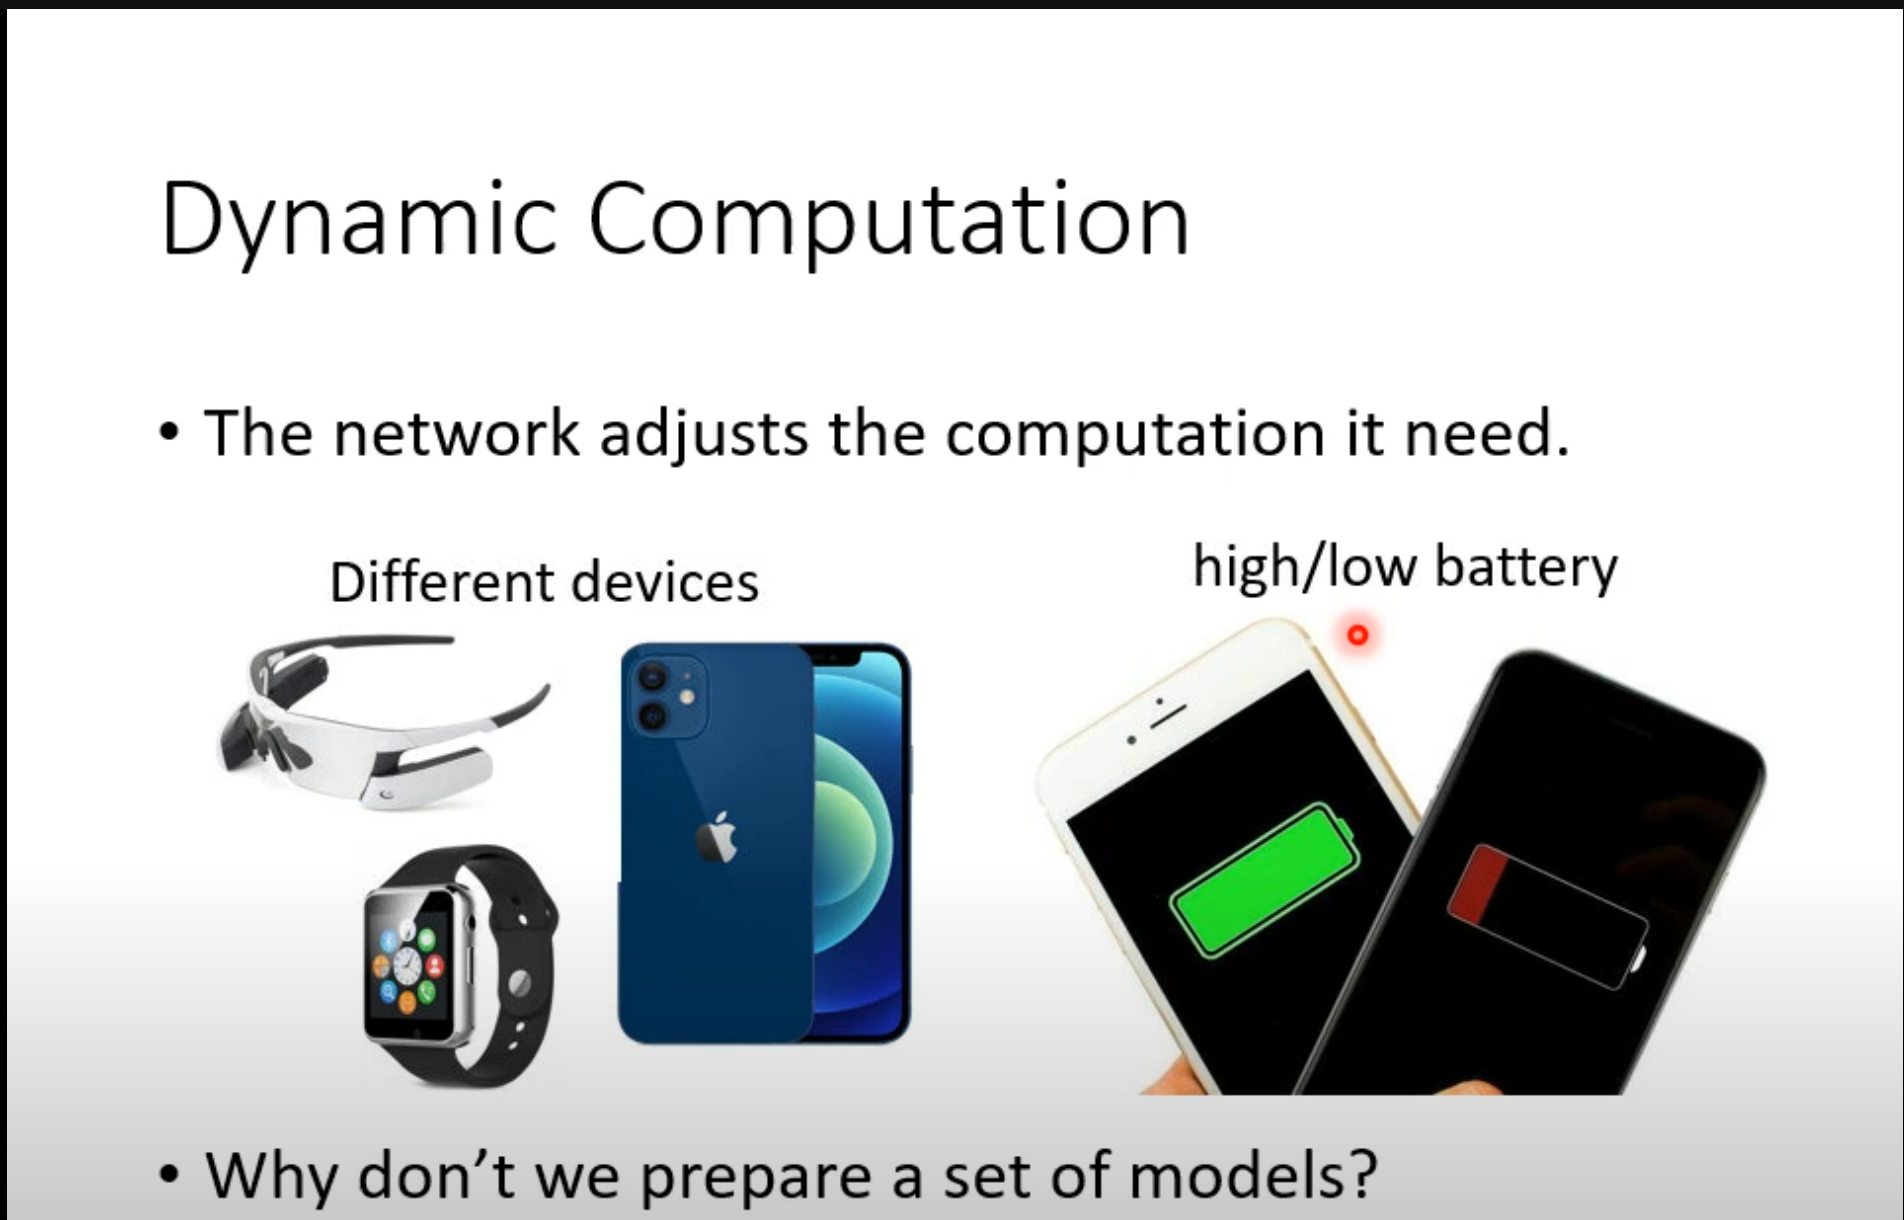 Dynamic Computation
• The network adjusts the computation it need.
Different devices
high/low battery
• Why don’t we prepare a set of models?